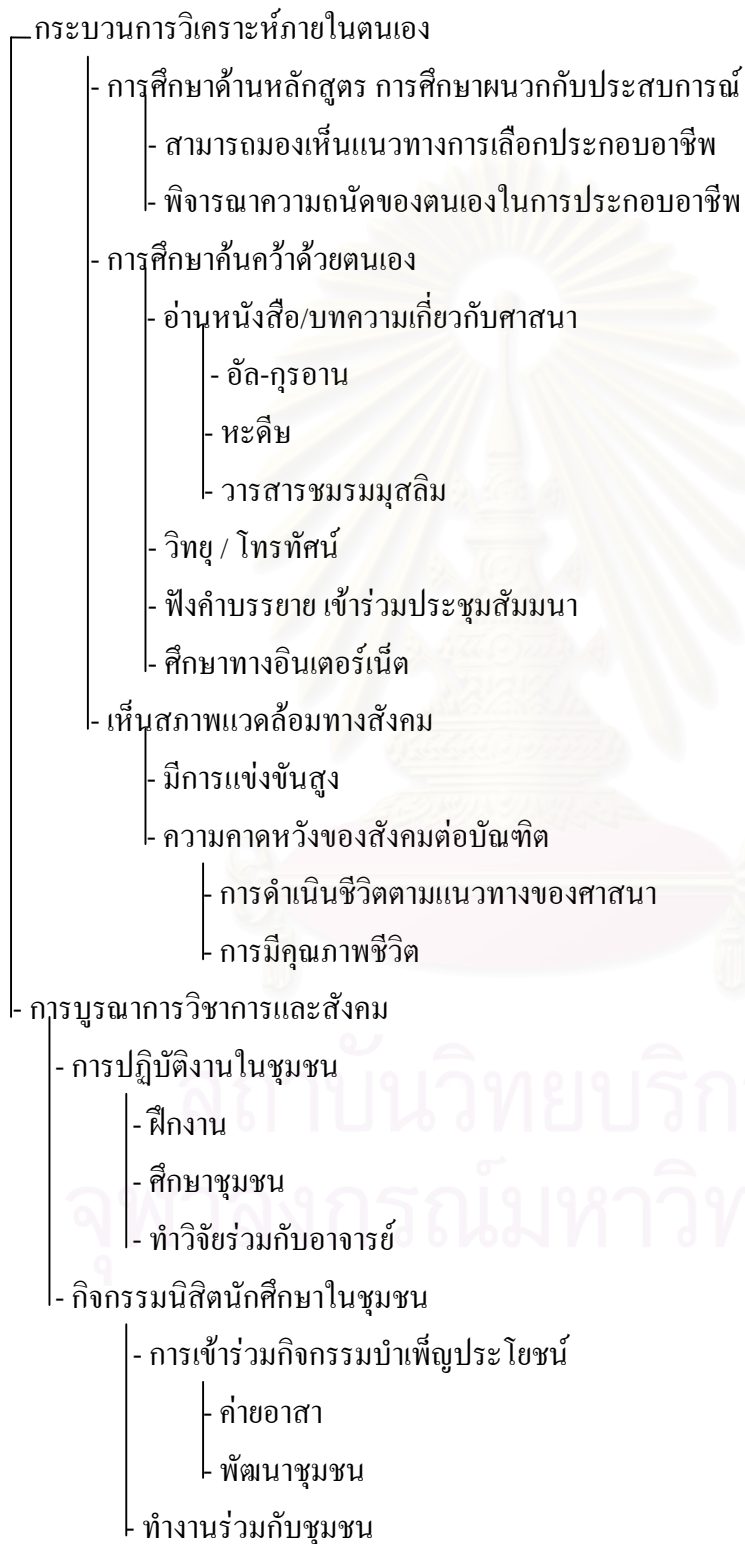 กระบวนการวิเคราะห์ภายในตนเอง
- การศึกษาด้านหลักสูตร การศึกษาผนวกกับประสบการณ์
- สามารถมองเห็นแนวทางการเลือกประกอบอาชีพ
- พิจารณาความถนัดของตนเองในการประกอบอาชีพ
- การศึกษาค้นคว้าด้วยตนเอง
- อ่านหนังสือ/บทความเกี่ยวกับศาสนา
- อัล-กุรอาน
- หะดีษ
- วารสารชมรมมุสลิม
- วิทยุ / โทรทัศน์
- ฟังคำบรรยาย เข้าร่วมประชุมสัมมนา
- ศึกษาทางอินเตอร์เน็ต
- เห็นสภาพแวดล้อมทางสังคม
- มีการแข่งขันสูง
- ความคาดหวังของสังคมต่อบัณฑิต
- การดำเนินชีวิตตามแนวทางของศาสนา
- การมีคุณภาพชีวิต
- การบูรณาการวิชาการและสังคม
- การปฏิบัติงานในชุมชน
สถาบันวิทยบริก
- ฝึกงาน
- ศึกษาชุมชน
จุฬาลงกรณ์มหาวิท
- ทำวิจัยร่วมกับอาจารย์
- กิจกรรมนิสิตนักศึกษาในชุมชน
- การเข้าร่วมกิจกรรมบำเพ็ญประโยชน์
- ค่ายอาสา
- พัฒนาชุมชน
- ทำงานร่วมกับชุมชน